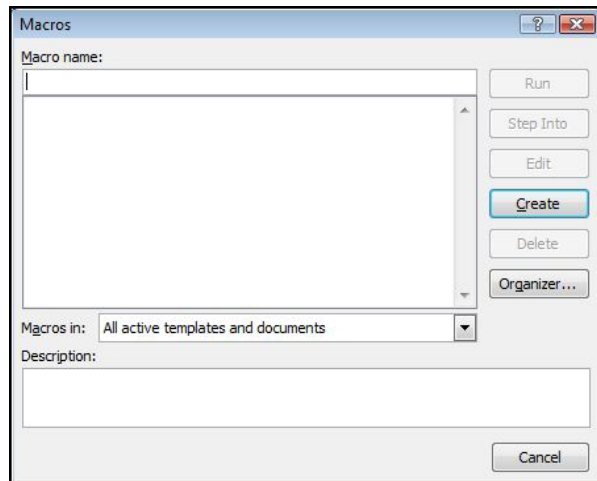 Macros
Macro name:
Run
Step Into
Edit
Create
Delete
Organizer...
Macros in: All active templates and documents
Description:
Cancel